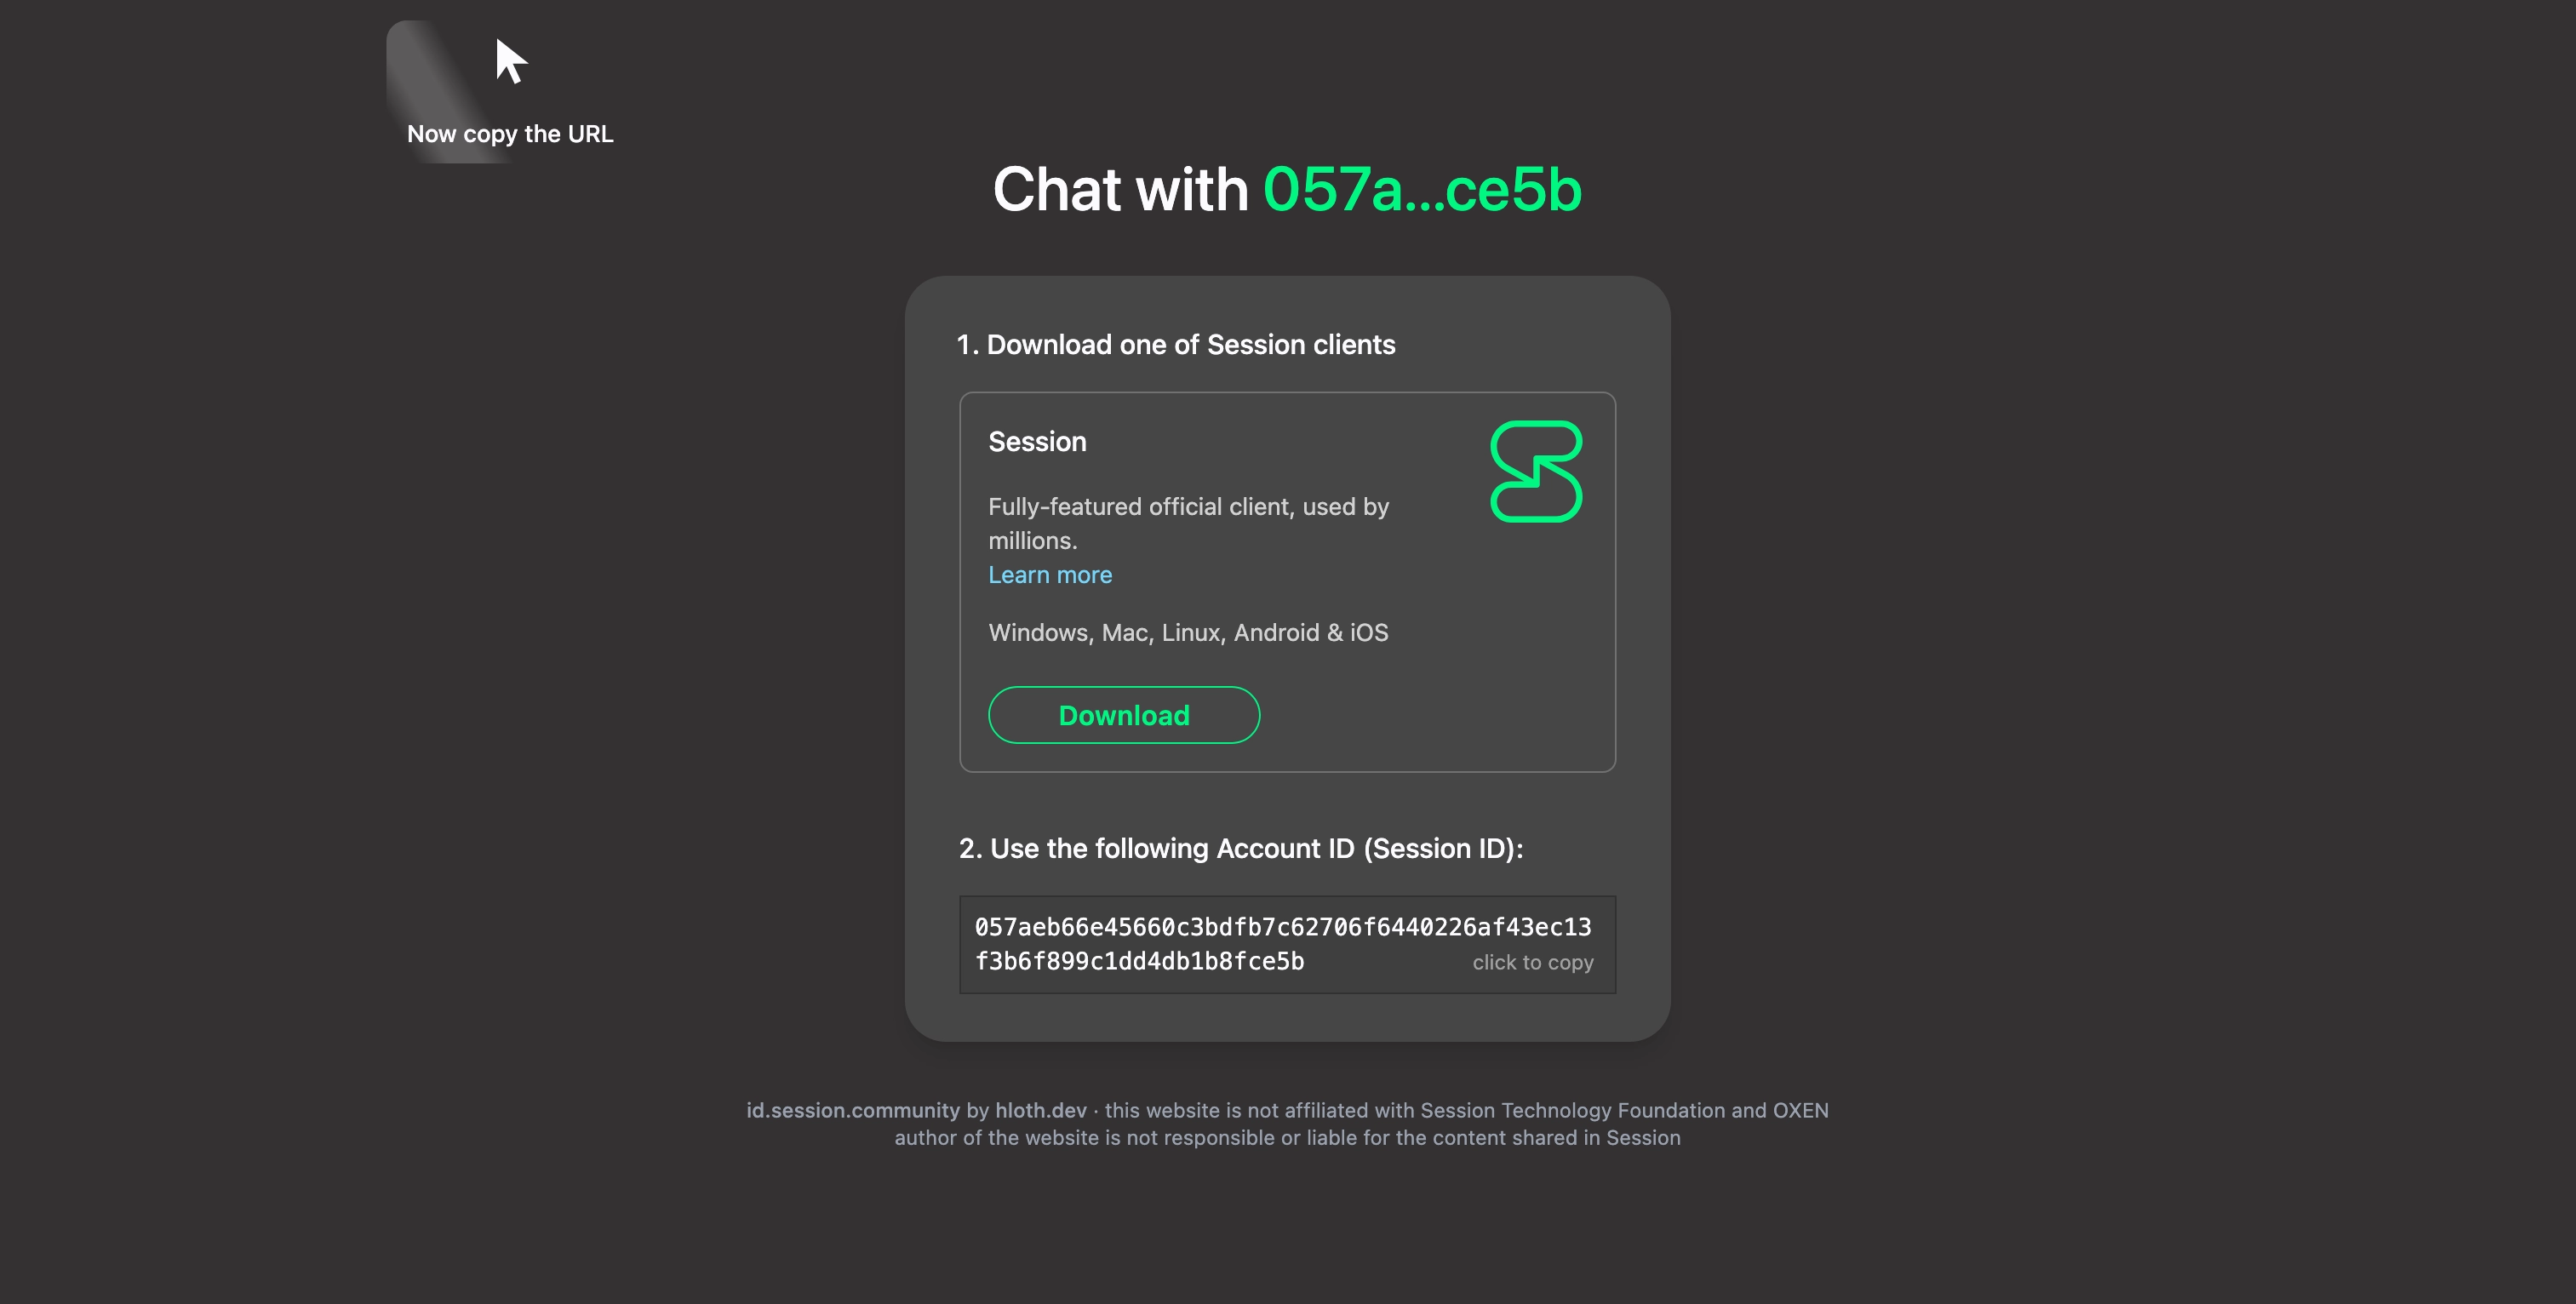 Now copy the URL
Chat with 057a...ce5b
1. Download one of Session clients
Session
Fully-featured official client, used by
millions.
Learn more
Windows, Mac, Linux, Android & iOS
Download
2. Use the following Account ID (Session ID):
057aeb66e45660c3bdfb7c62706f6440226af43ec13
f3b6f899c1dd4db1b8fce5b
click to copy
id.session.community by hloth.dev · this website is not affiliated with Session Technology Foundation and OXEN
author of the website is not responsible or liable for the content shared in Session